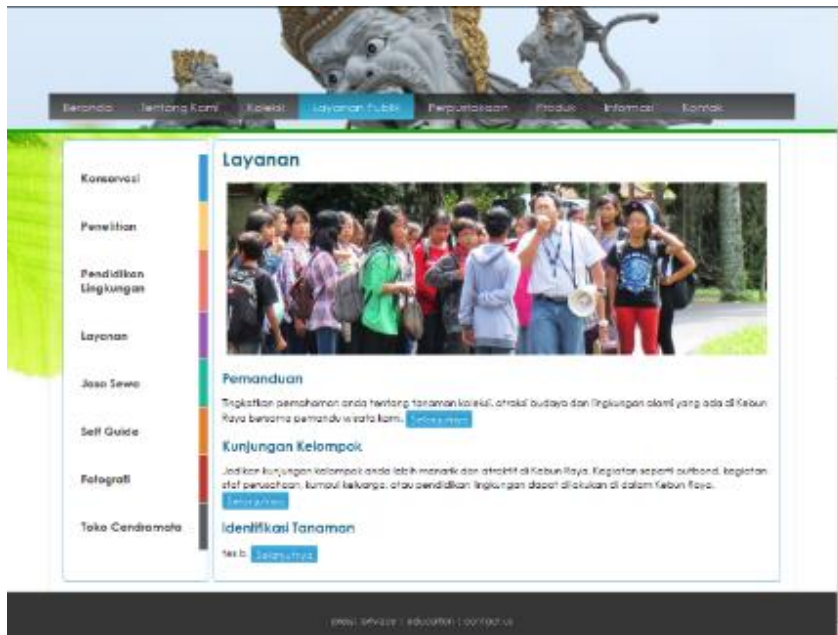 Beranda Tentang Kami Koleksi Layanan Publik Perpustakaan Produk Informasi Kontak
Konservasi
Penelitian
Pendidikan
Lingkungan
Layanan
Jasa Sewa
Self Guide
Fotografi
Toko Cendramata
Layanan
Pemanduan
Tingkatkan pemahaman anda tentang tanaman koleksi, atraksi budaya dan lingkungan alami yang ada di Kebun
Raya bersama pemandu wisata kami. Selanjutnya
Kunjungan Kelompok
Jadikan kunjungan kelompok anda lebih menarik dan atraktif di Kebun Raya. Kegiatan seperti outbond, kegiatan
staf perusahaan, kumpul keluarga, atau pendidikan lingkungan dapat dilakukan di dalam Kebun Raya.
Selanjutnya
Identifikasi Tanaman
tes b. Selanjutnya
| education | contact us